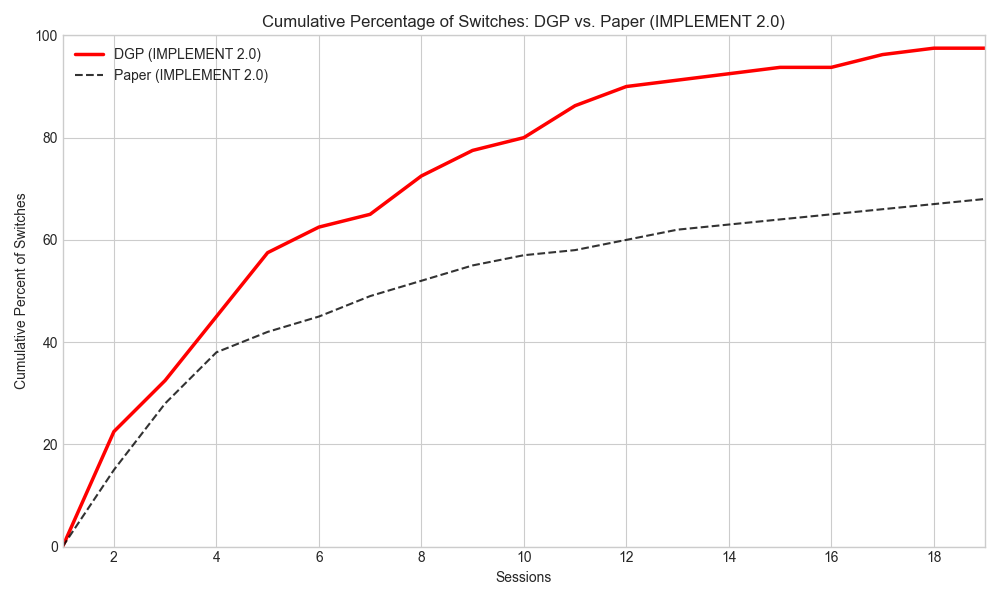 Cumulative Percentage of Switches: DGP vs. Paper (IMPLEMENT 2.0)
DGP (IMPLEMENT 2.0)
Paper (IMPLEMENT 2.0)
Cumulative Percent of Switches
100
80
60
40
20
0
2 4 6 8 10 12 14 16 18
Sessions